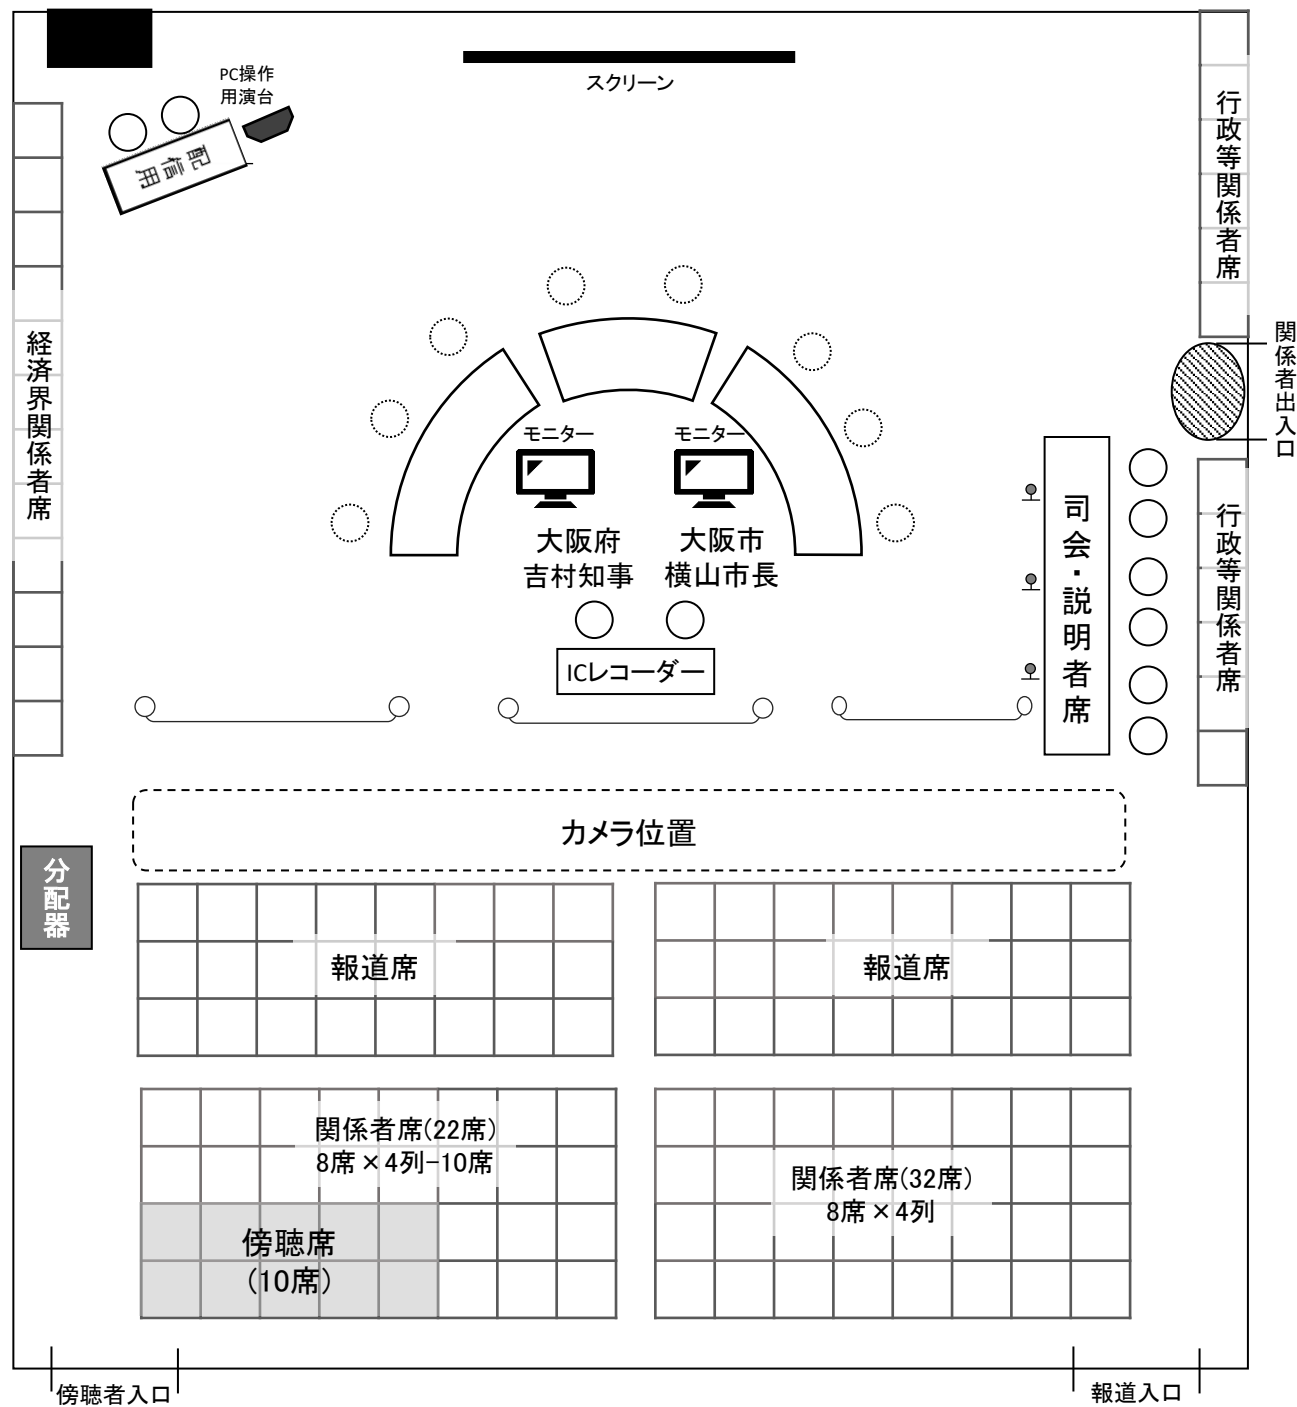 スクリーン
PC操作
用演台
配信用
行政等関係者席
関係者出入口
経済界関係者席
モニター
モニター
大阪府
吉村知事
大阪市
横山市長
ICレコーダー
司会・説明者席
行政等関係者席
カメラ位置
分配器
報道席
報道席
関係者席(22席)
8席×4列-10席
関係者席(32席)
8席×4列
傍聴席
(10席)
傍聴者入口
報道入口